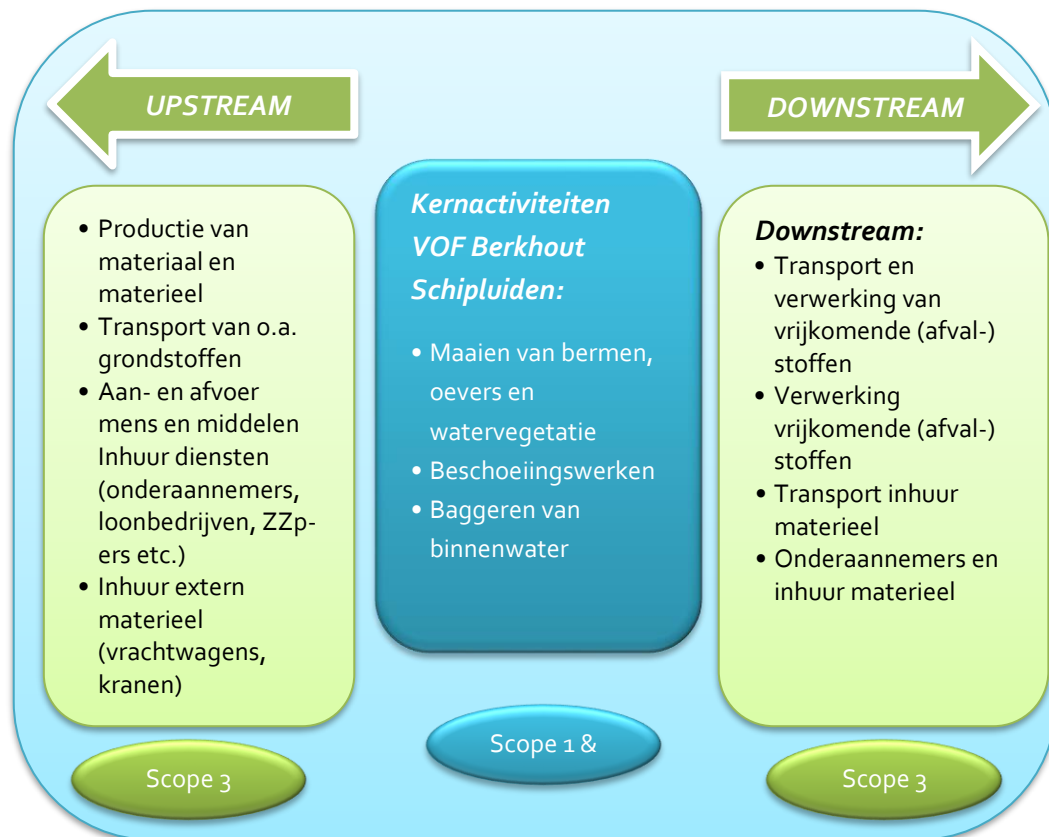 UPSTREAM
DOWNSTREAM
• Productie van
materiaal en
materieel
• Transport van o.a.
grondstoffen
• Aan- en afvoer
mens en middelen
Inhuur diensten
(onderaannemers,
loonbedrijven, ZZp-
ers etc.)
• Inhuur extern
materieel
(vrachtwagens,
kranen)
Scope 3
Kernactiviteiten
VOF Berkhout
Schipluiden:
• Maaien van bermen,
oevers en
watervegetatie
• Beschoeiingswerken
• Baggeren van
binnenwater
Scope 1 &
Downstream:
• Transport en
verwerking van
vrijkomende (afval-)
stoffen
• Verwerking
vrijkomende (afval-)
stoffen
• Transport inhuur
materieel
• Onderaannemers en
inhuur materieel
Scope 3